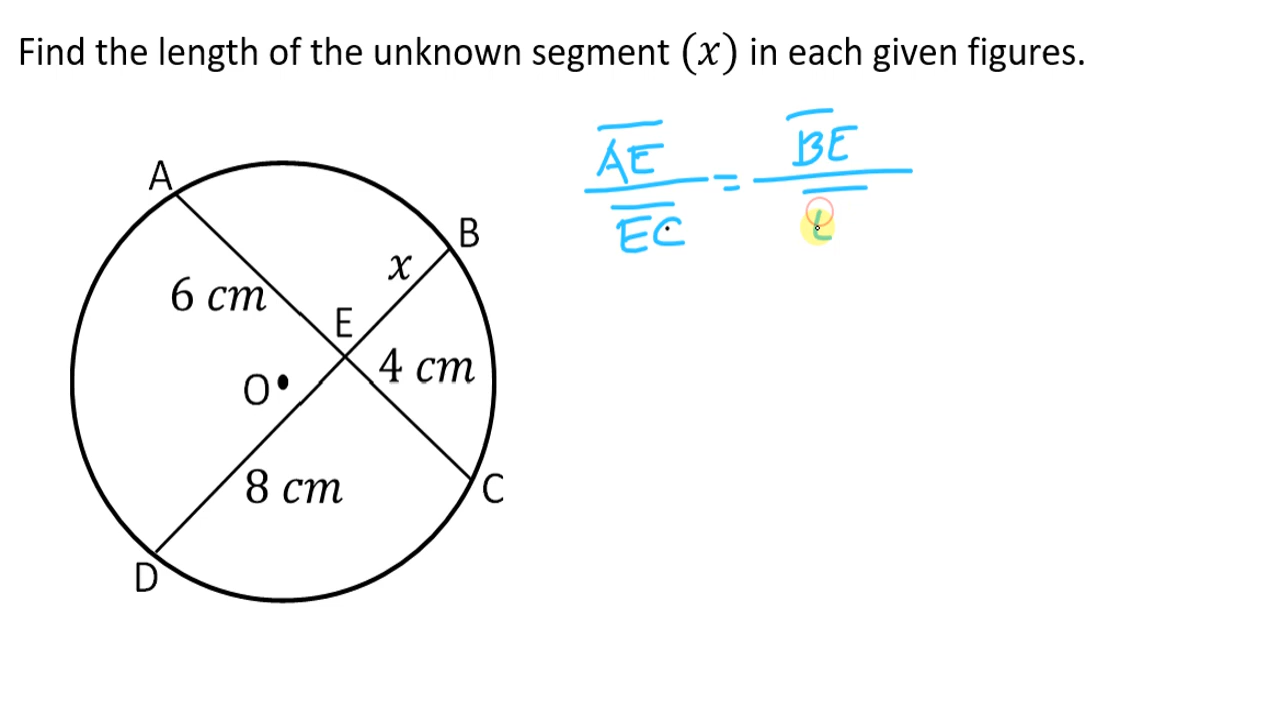 Find the length of the unknown segment (x) in each given figures.
AE = BE
EC
A
B
x
6 cm
E
4 cm
O
8 cm
C
D